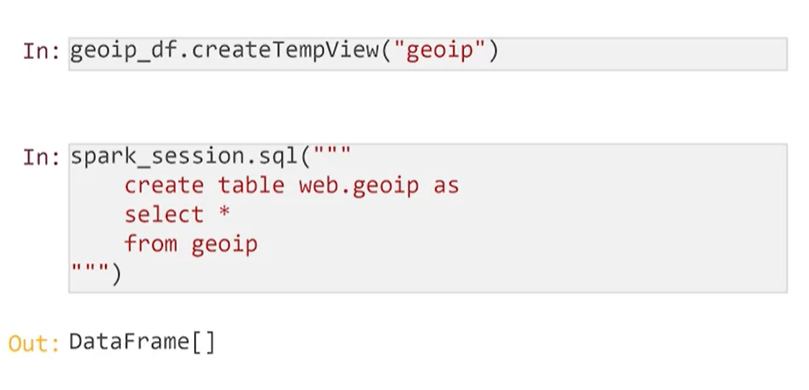 In: geoip_df.createTempView("geoip")
In: spark_session.sql("""
create table web.geoip as
select *
from geoip
""")
Out: DataFrame[]